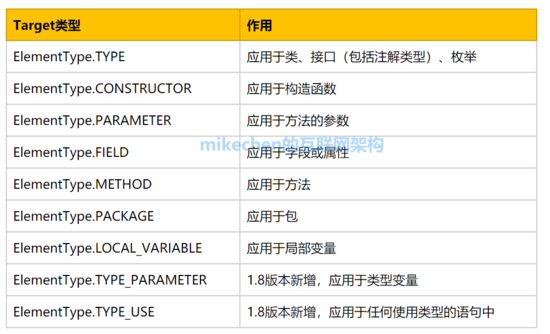 Target类型 作用
ElementType.TYPE 应用于类、接口（包括注解类型）、枚举
ElementType.CONSTRUCTOR 应用于构造函数
ElementType.PARAMETER 应用于方法的参数
mikechen的互联网架构
ElementType.FIELD 应用于字段或属性
ElementType.METHOD 应用于方法
ElementType.PACKAGE 应用于包
ElementType.LOCAL_VARIABLE 应用于局部变量
ElementType.TYPE_PARAMETER 1.8版本新增，应用于类型变量
ElementType.TYPE_USE 1.8版本新增，应用于任何使用类型的语句中